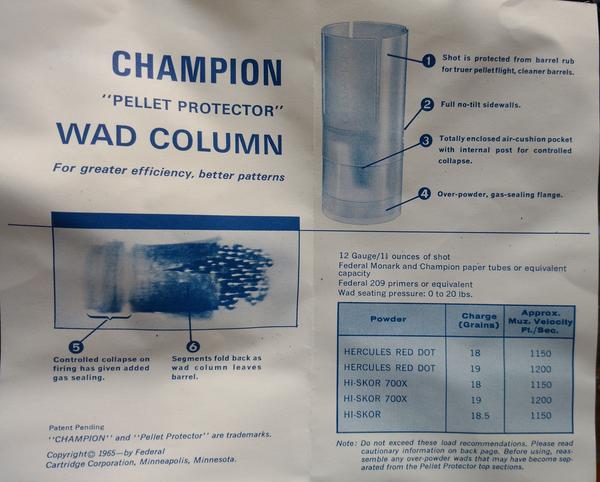 CHAMPION
"PELLET PROTECTOR"
WAD COLUMN
For greater efficiency, better patterns
1 Shot is protected from barrel rub
for truer pellet flight, cleaner barrels.
2 Full no-tilt sidewalls.
3 Totally enclosed air-cushion pocket
with internal post for controlled
collapse.
4 Over-powder, gas-sealing flange.
5
Controlled collapse on
firing has given added
gas sealing.
6
Segments fold back as
wad column leaves
barrel.
Patent Pending
"CHAMPION" and "Pellet Protector" are trademarks.
Copyright© 1965—by Federal
Cartridge Corporation, Minneapolis, Minnesota.
12 Gauge/1⅛ ounces of shot
Federal Monark and Champion paper tubes or equivalent
capacity
Federal 209 primers or equivalent
Wad seating pressure: 0 to 20 lbs.
Powder Charge (Grains) Approx. Muz. Velocity Ft./Sec.
HERCULES RED DOT 18 1150
HERCULES RED DOT 19 1200
HI-SKOR 700X 18 1150
HI-SKOR 700X 19 1200
HI-SKOR 18.5 1150
Note: Do not exceed these load recommendations. Please read
cautionary information on back page. Before using, reas-
semble any over-powder wads that may have become sep-
arated from the Pellet Protector top sections.